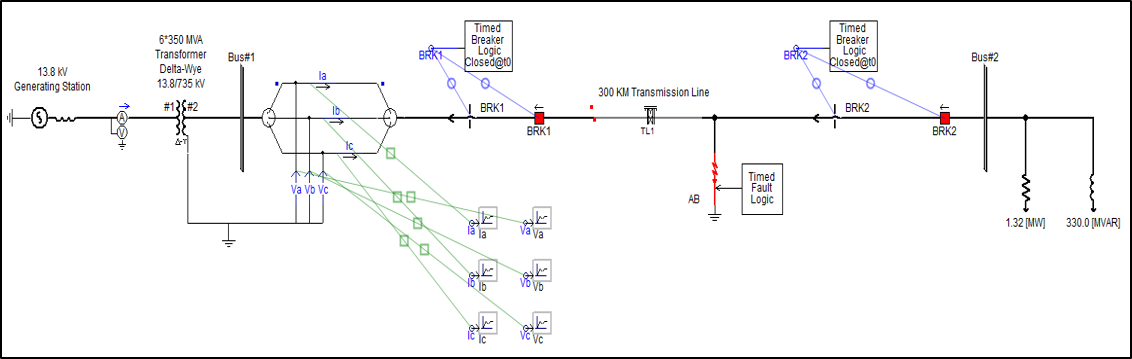 13.8 kV
Generating Station
6*350 MVA
Transformer
Delta-Wye
13.8/735 kV
#1
#2
A
V
Bus#1
Ia
Ib
Ic
Va
Vb
Vc
BRK1
Timed
Breaker
Logic
Closed@t0
BRK1
BRK1
300 KM Transmission Line
TL1
AB
Timed
Fault
Logic
BRK2
Timed
Breaker
Logic
Closed@t0
BRK2
BRK2
Bus#2
1.32 [MW]
330.0 [MVAR]
Ia
Ia
Va
Va
Ib
Ib
Vb
Vb
Ic
Ic
Vc
Vc